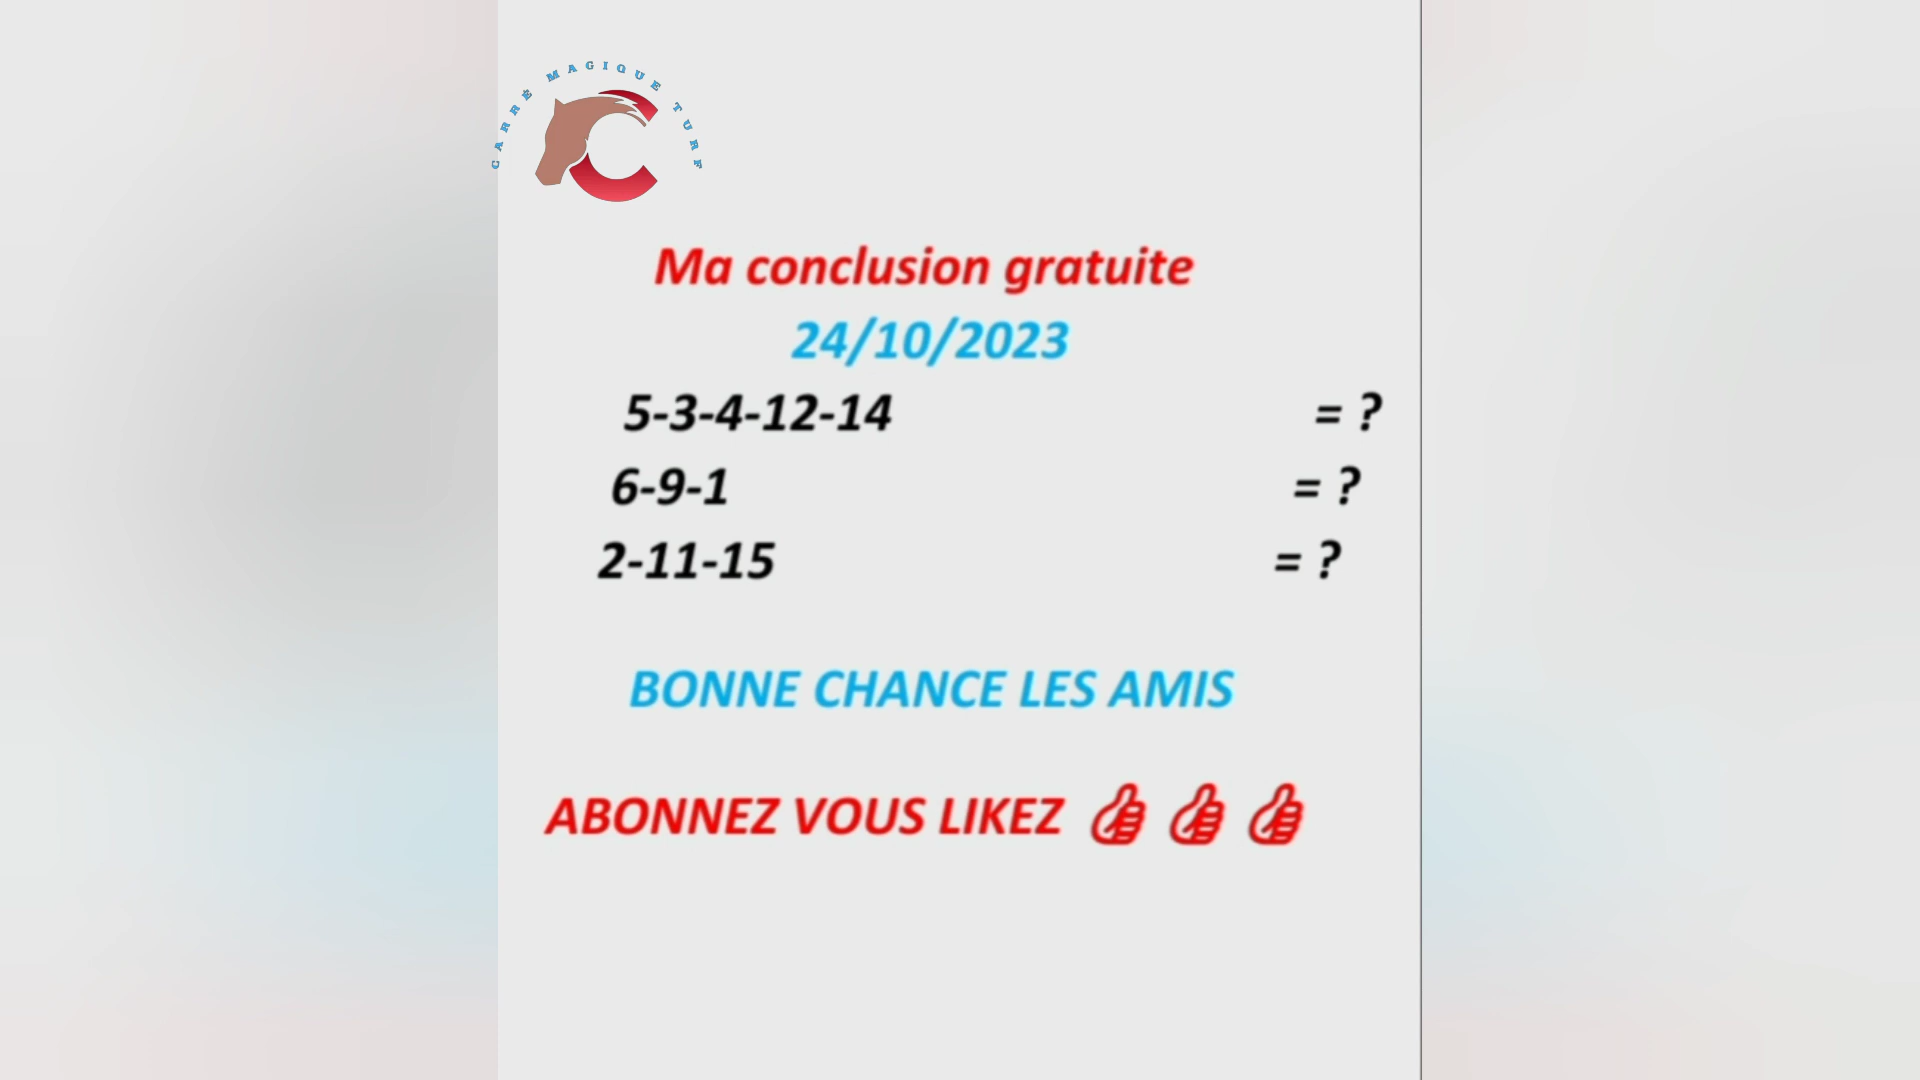 CARRÉ MAGIQUE TURF
Ma conclusion gratuite
24/10/2023
5-3-4-12-14 = ?
6-9-1 = ?
2-11-15 = ?
BONNE CHANCE LES AMIS
ABONNEZ VOUS LIKEZ 👍 👍 👍